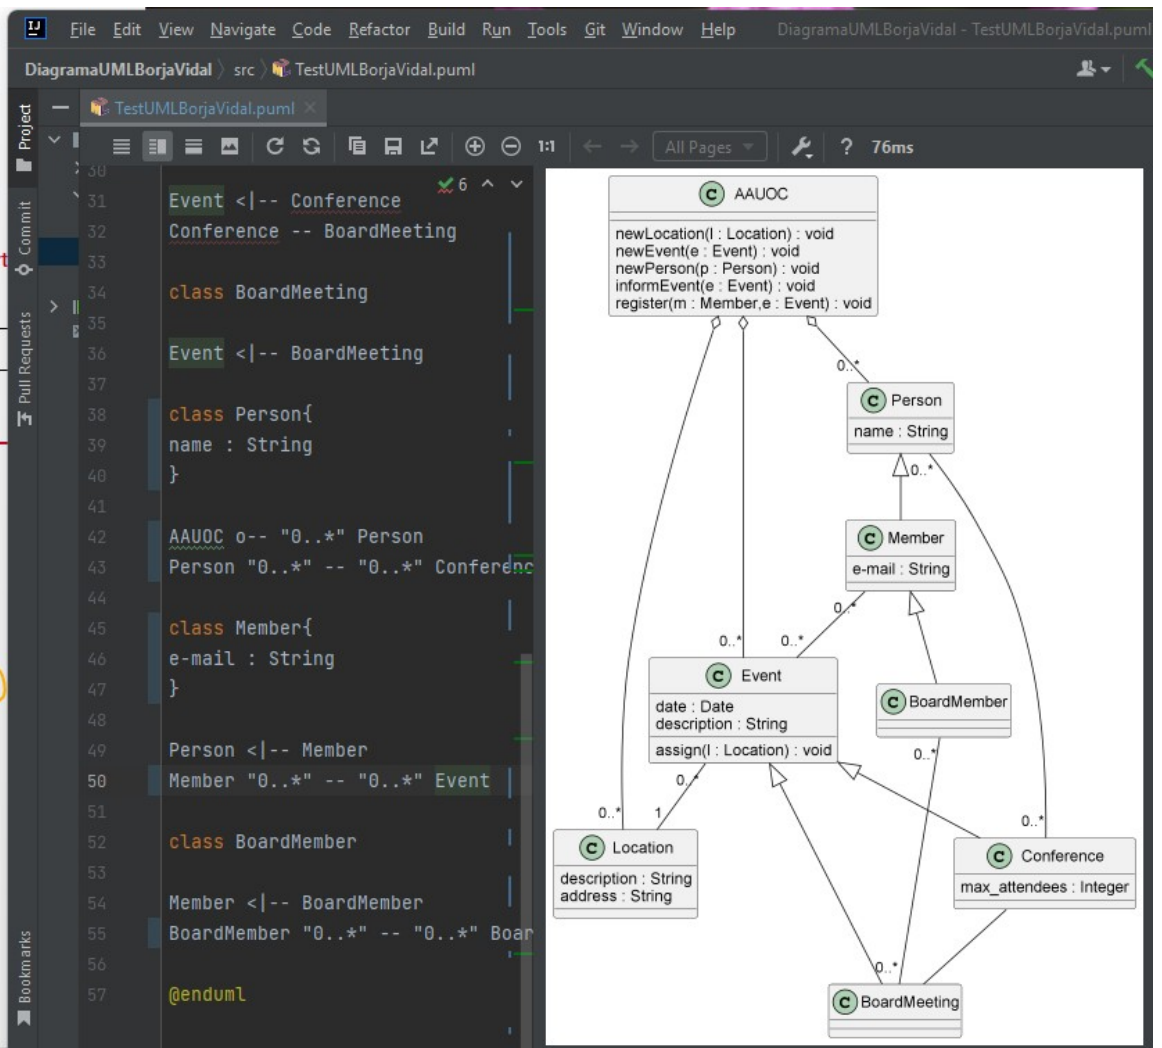 File Edit View Navigate Code Refactor Build Run Tools Git Window Help DiagramaUMLBorjaVidal - TestUMLBorjaVidal.puml
DiagramaUMLBorjaVidal src TestUMLBorjaVidal.puml
Project
Commit
Pull Requests
Bookmarks
TestUMLBorjaVidal.puml
1:1 All Pages ? 76ms
6
30
31 Event <|-- Conference
32 Conference -- BoardMeeting
33
34 class BoardMeeting
35
36 Event <|-- BoardMeeting
37
38 class Person{
39 name : String
40 }
41
42 AAUOC o-- "0..*" Person
43 Person "0..*" -- "0..*" Conferenc
44
45 class Member{
46 e-mail : String
47 }
48
49 Person <|-- Member
50 Member "0..*" -- "0..*" Event
51
52 class BoardMember
53
54 Member <|-- BoardMember
55 BoardMember "0..*" -- "0..*" Boar
56
57 @enduml
C AAUOC
newLocation(l : Location) : void
newEvent(e : Event) : void
newPerson(p : Person) : void
informEvent(e : Event) : void
register(m : Member,e : Event) : void
0..*
C Person
name : String
0..*
C Member
e-mail : String
0..*
0..* 0..*
C Event
date : Date
description : String
assign(l : Location) : void
C BoardMember
0..*
0..*
0..* 1
0..*
C Location
description : String
address : String
C Conference
max_attendees : Integer
0..*
C BoardMeeting